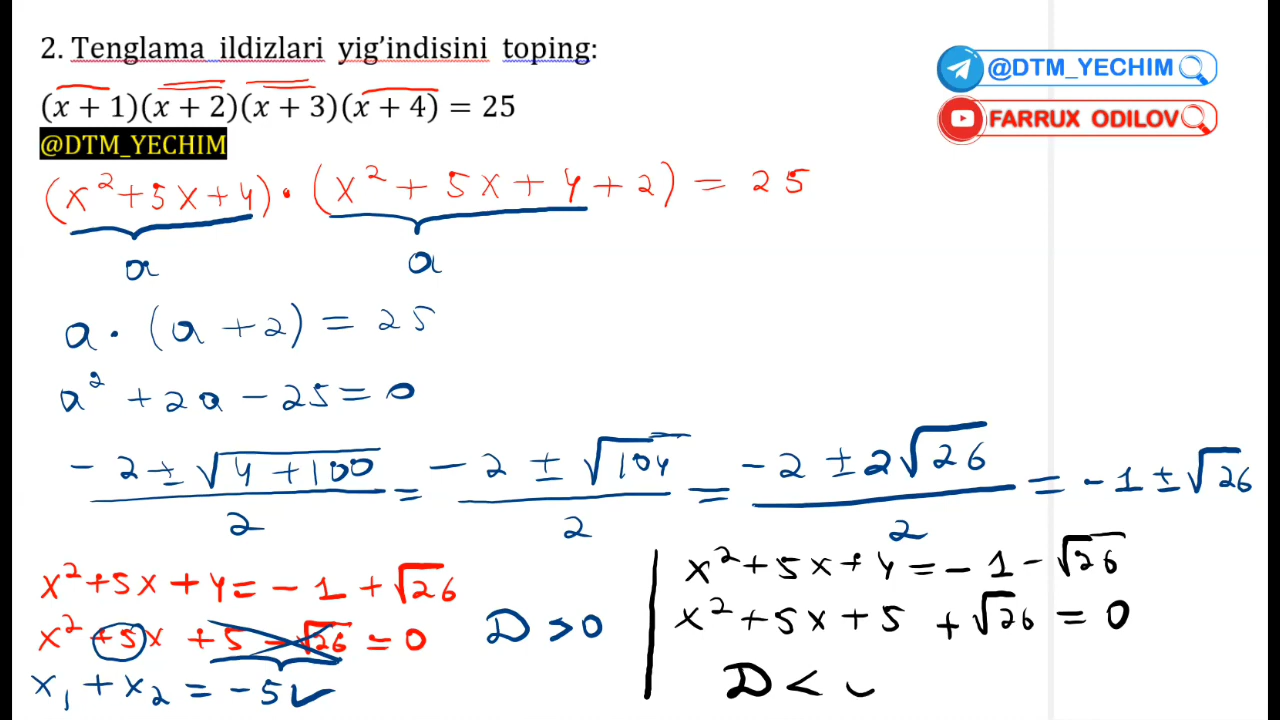 2. Tenglama ildizlari yig'indisini toping:
(x + 1)(x + 2)(x + 3)(x + 4) = 25
@DTM_YECHIM
@DTM_YECHIM
FARRUX ODILOV
(x² + 5x + 4) · (x² + 5x + 4 + 2) = 25
a a
a · (a + 2) = 25
a² + 2a - 25 = 0
(-2 ± √(4 + 100))/2 = (-2 ± √104)/2 = (-2 ± 2√26)/2 = -1 ± √26
x² + 5x + 4 = -1 + √26
x² + 5x + 5 - √26 = 0 D > 0
x₁ + x₂ = -5 ✓
x² + 5x + 4 = -1 - √26
x² + 5x + 5 + √26 = 0
D <